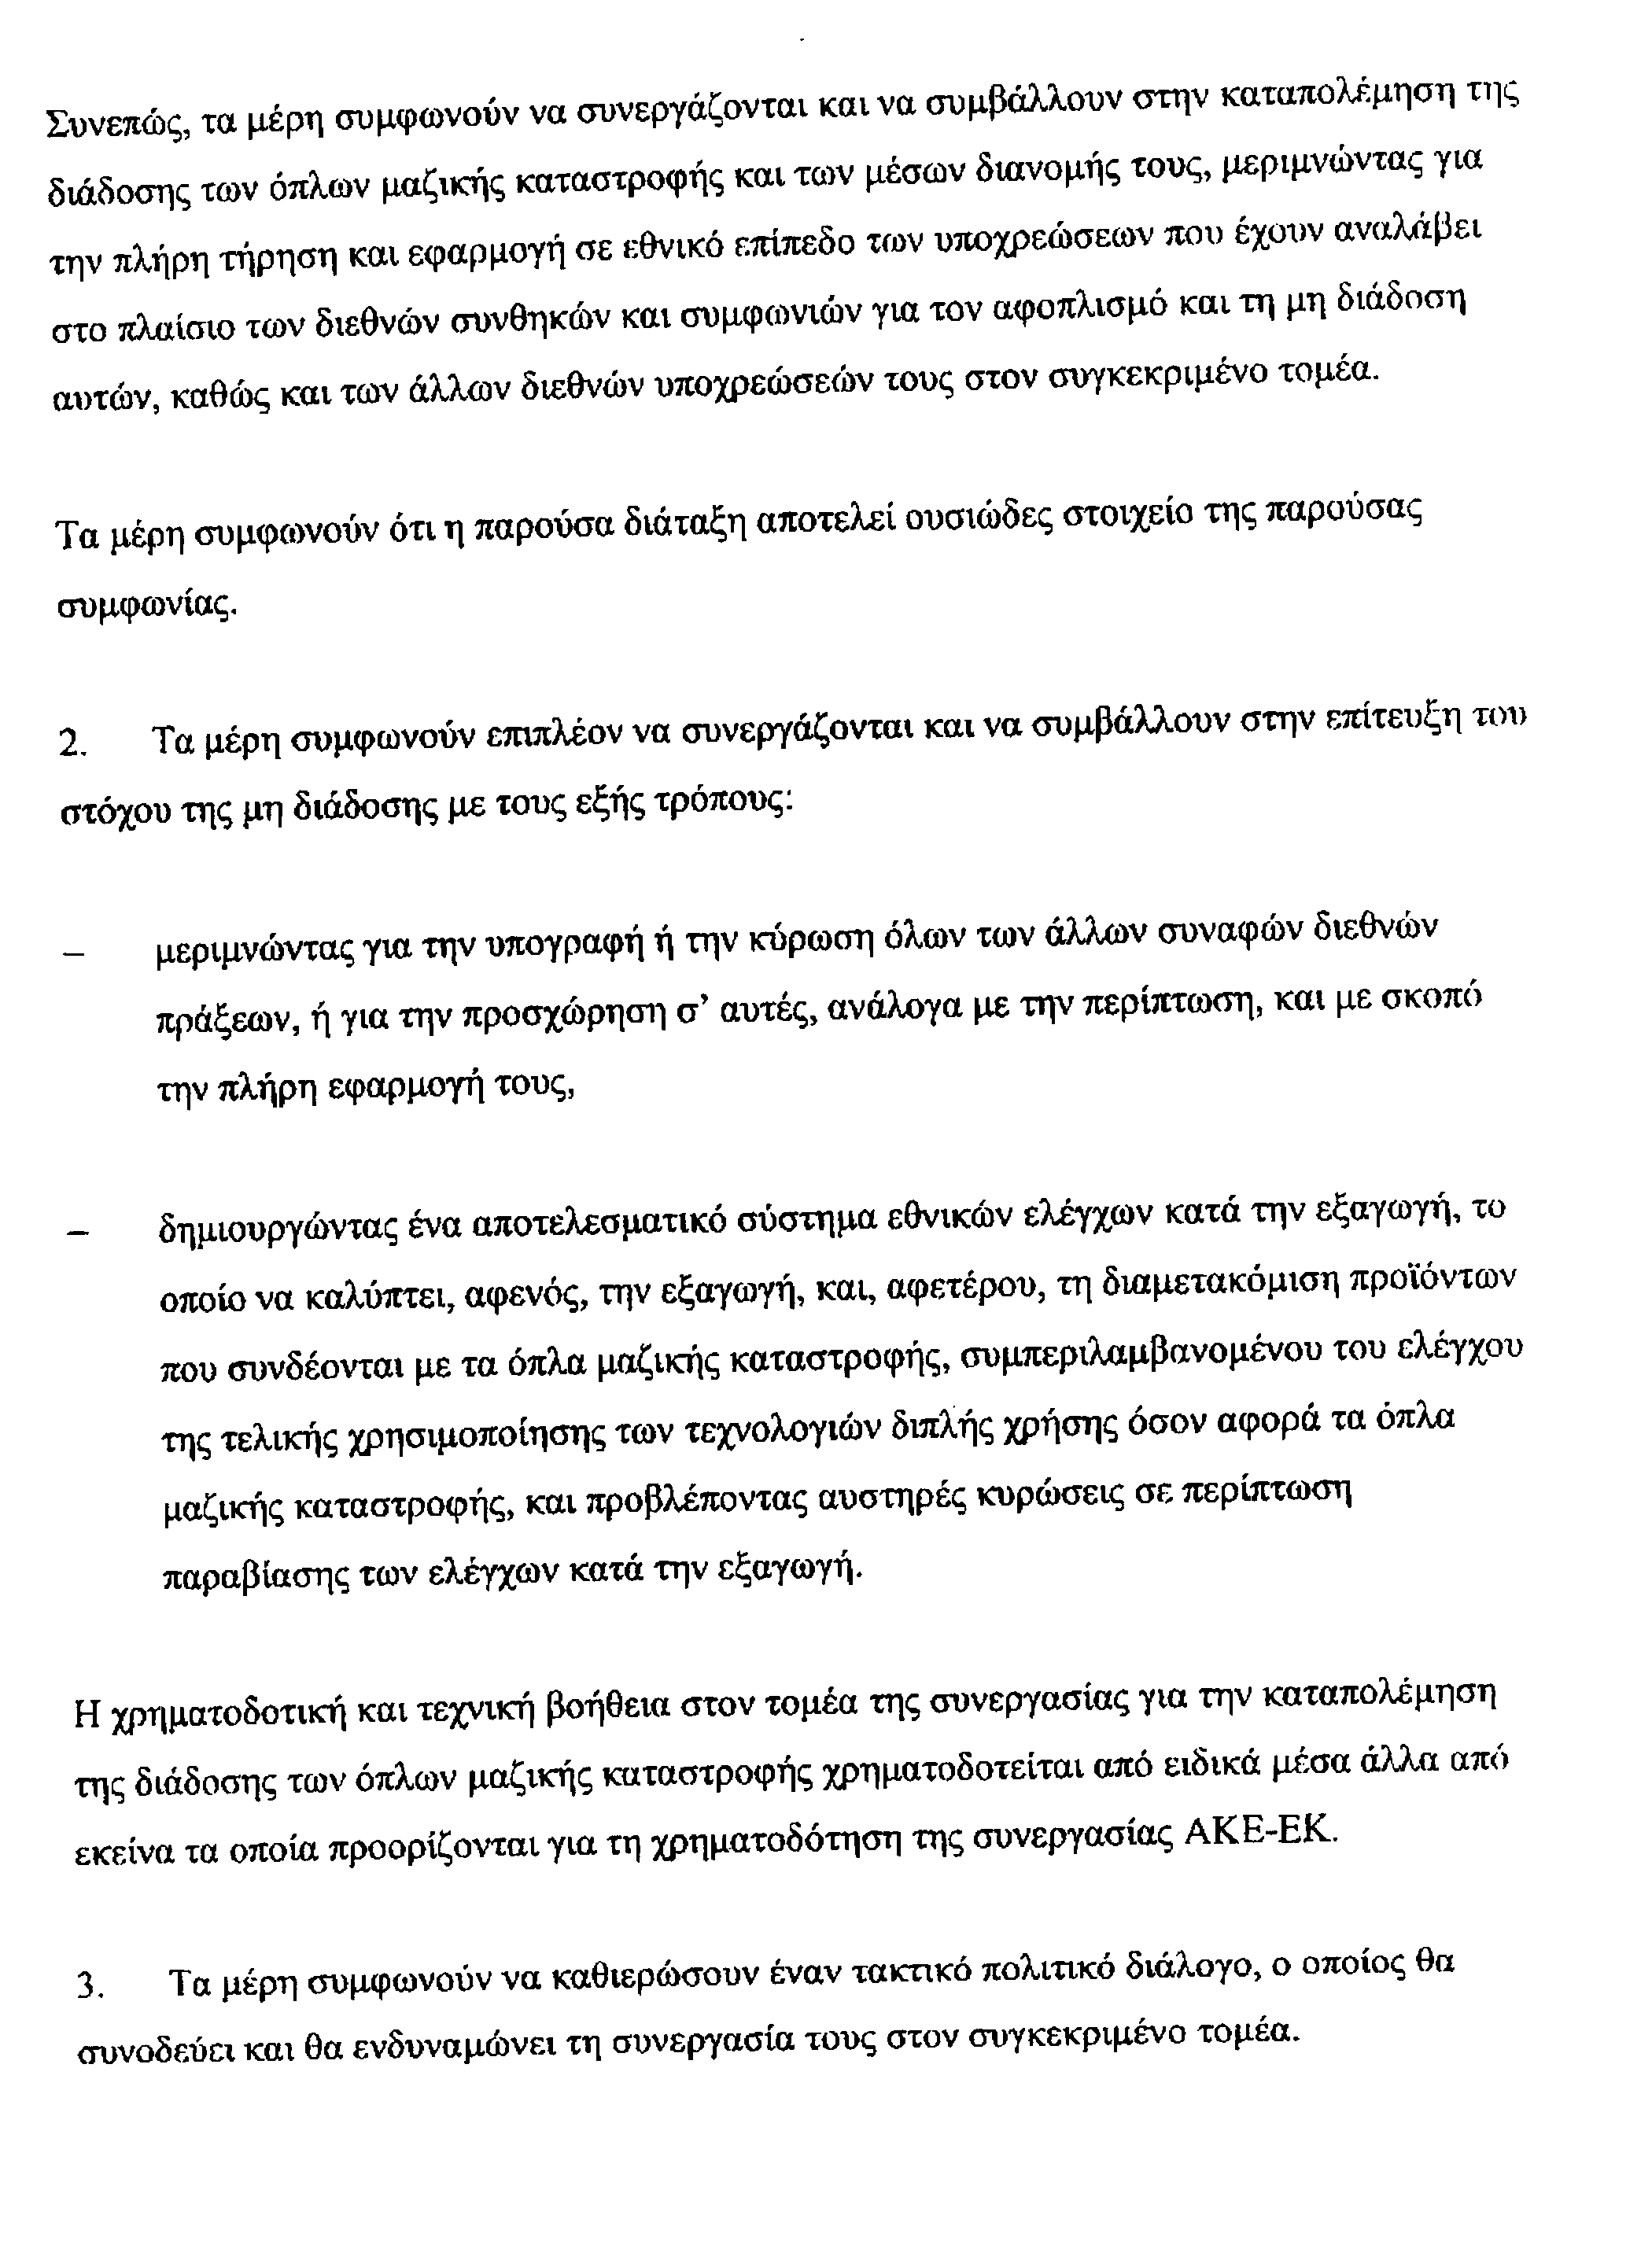 Συνεπώς, τα μέρη συμφωνούν να συνεργάζονται και να συμβάλλουν στην καταπολέμηση της
διάδοσης των όπλων μαζικής καταστροφής και των μέσων διανομής τους, μεριμνώντας για
την πλήρη τήρηση και εφαρμογή σε εθνικό επίπεδο των υποχρεώσεων που έχουν αναλάβει
στο πλαίσιο των διεθνών συνθηκών και συμφωνιών για τον αφοπλισμό και τη μη διάδοση
αυτών, καθώς και των άλλων διεθνών υποχρεώσεών τους στον συγκεκριμένο τομέα.
Τα μέρη συμφωνούν ότι η παρούσα διάταξη αποτελεί ουσιώδες στοιχείο της παρούσας
συμφωνίας.
2. Τα μέρη συμφωνούν επιπλέον να συνεργάζονται και να συμβάλλουν στην επίτευξη του
στόχου της μη διάδοσης με τους εξής τρόπους:
– μεριμνώντας για την υπογραφή ή την κύρωση όλων των άλλων συναφών διεθνών
πράξεων, ή για την προσχώρηση σ’ αυτές, ανάλογα με την περίπτωση, και με σκοπό
την πλήρη εφαρμογή τους,
– δημιουργώντας ένα αποτελεσματικό σύστημα εθνικών ελέγχων κατά την εξαγωγή, το
οποίο να καλύπτει, αφενός, την εξαγωγή, και, αφετέρου, τη διαμετακόμιση προϊόντων
που συνδέονται με τα όπλα μαζικής καταστροφής, συμπεριλαμβανομένου του ελέγχου
της τελικής χρησιμοποίησης των τεχνολογιών διπλής χρήσης όσον αφορά τα όπλα
μαζικής καταστροφής, και προβλέποντας αυστηρές κυρώσεις σε περίπτωση
παραβίασης των ελέγχων κατά την εξαγωγή.
Η χρηματοδοτική και τεχνική βοήθεια στον τομέα της συνεργασίας για την καταπολέμηση
της διάδοσης των όπλων μαζικής καταστροφής χρηματοδοτείται από ειδικά μέσα άλλα από
εκείνα τα οποία προορίζονται για τη χρηματοδότηση της συνεργασίας ΑΚΕ-ΕΚ.
3. Τα μέρη συμφωνούν να καθιερώσουν έναν τακτικό πολιτικό διάλογο, ο οποίος θα
συνοδεύει και θα ενδυναμώνει τη συνεργασία τους στον συγκεκριμένο τομέα.